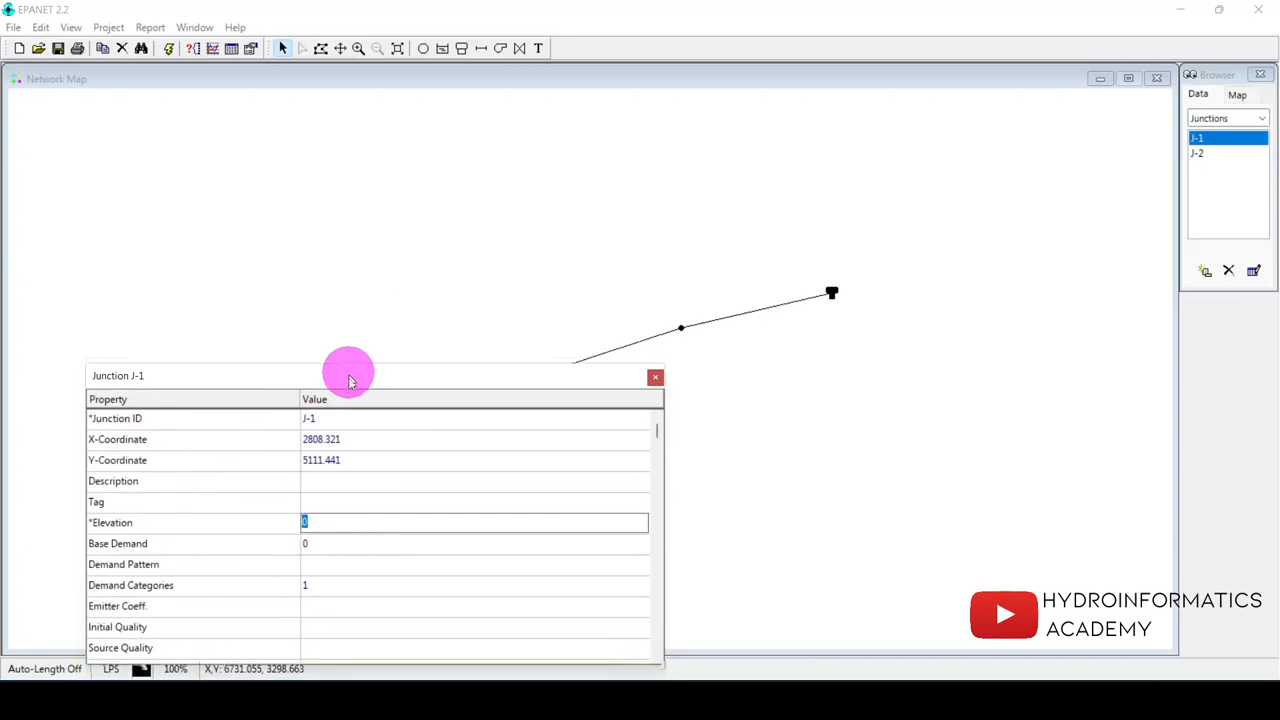 EPANET 2.2
File Edit View Project Report Window Help
Network Map
Browser
Data Map
Junctions
J-1
J-2
Junction J-1
Property Value
*Junction ID J-1
X-Coordinate 2808.321
Y-Coordinate 5111.441
Description
Tag
*Elevation 0
Base Demand 0
Demand Pattern
Demand Categories 1
Emitter Coeff.
Initial Quality
Source Quality
HYDROINFORMATICS
ACADEMY
Auto-Length Off LPS 100% X,Y: 6731.055, 3298.663